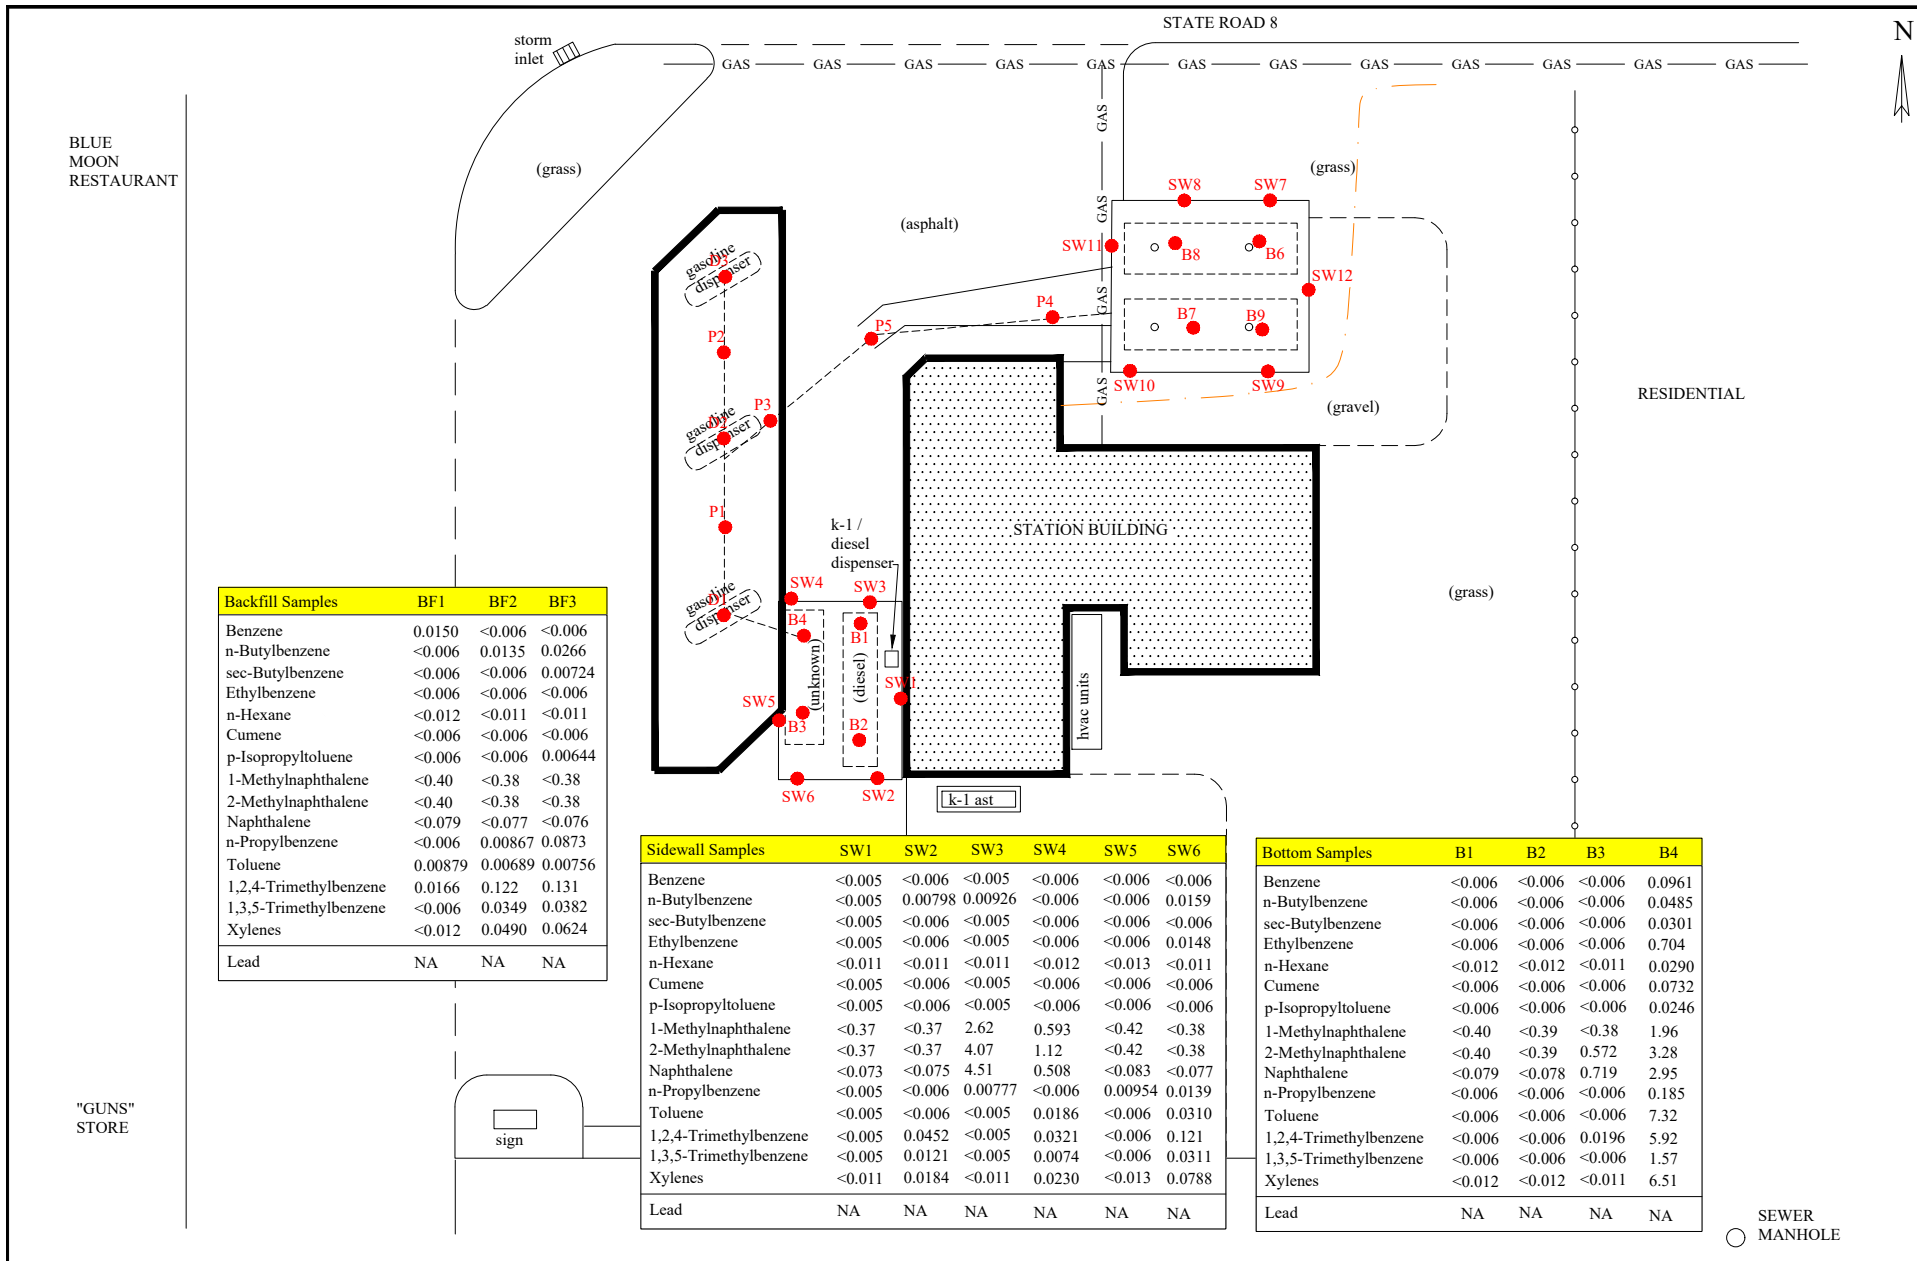 STATE ROAD 8
N
storm
inlet
GAS GAS GAS GAS GAS GAS GAS GAS GAS GAS GAS GAS
GAS
BLUE
MOON
RESTAURANT
(grass)
(grass)
SW8 SW7
GAS
(asphalt)
SW11
B8 B6
gasoline
D3
dispenser
SW12
GAS
P4
P5
P2
B7 B9
SW10 SW9
GAS
RESIDENTIAL
(gravel)
P3
gasoline
D2
dispenser
P1
k-1 /
diesel
dispenser
STATION BUILDING
gasoline
D1
dispenser
SW4 SW3
B4 B1
(unknown)
(diesel)
SW1
SW5
B3 B2
hvac units
(grass)
SW6 SW2
k-1 ast
Backfill Samples BF1 BF2 BF3
Benzene 0.0150 <0.006 <0.006
n-Butylbenzene <0.006 0.0135 0.0266
sec-Butylbenzene <0.006 <0.006 0.00724
Ethylbenzene <0.006 <0.006 <0.006
n-Hexane <0.012 <0.011 <0.011
Cumene <0.006 <0.006 <0.006
p-Isopropyltoluene <0.006 <0.006 0.00644
1-Methylnaphthalene <0.40 <0.38 <0.38
2-Methylnaphthalene <0.40 <0.38 <0.38
Naphthalene <0.079 <0.077 <0.076
n-Propylbenzene <0.006 0.00867 0.0873
Toluene 0.00879 0.00689 0.00756
1,2,4-Trimethylbenzene 0.0166 0.122 0.131
1,3,5-Trimethylbenzene <0.006 0.0349 0.0382
Xylenes <0.012 0.0490 0.0624
Lead NA NA NA
Sidewall Samples SW1 SW2 SW3 SW4 SW5 SW6
Benzene <0.005 <0.006 <0.005 <0.006 <0.006 <0.006
n-Butylbenzene <0.005 0.00798 0.00926 <0.006 <0.006 0.0159
sec-Butylbenzene <0.005 <0.006 <0.005 <0.006 <0.006 <0.006
Ethylbenzene <0.005 <0.006 <0.005 <0.006 <0.006 0.0148
n-Hexane <0.011 <0.011 <0.011 <0.012 <0.013 <0.011
Cumene <0.005 <0.006 <0.005 <0.006 <0.006 <0.006
p-Isopropyltoluene <0.005 <0.006 <0.005 <0.006 <0.006 <0.006
1-Methylnaphthalene <0.37 <0.37 2.62 0.593 <0.42 <0.38
2-Methylnaphthalene <0.37 <0.37 4.07 1.12 <0.42 <0.38
Naphthalene <0.073 <0.075 4.51 0.508 <0.083 <0.077
n-Propylbenzene <0.005 <0.006 0.00777 <0.006 0.00954 0.0139
Toluene <0.005 <0.006 <0.005 0.0186 <0.006 0.0310
1,2,4-Trimethylbenzene <0.005 0.0452 <0.005 0.0321 <0.006 0.121
1,3,5-Trimethylbenzene <0.005 0.0121 <0.005 0.0074 <0.006 0.0311
Xylenes <0.011 0.0184 <0.011 0.0230 <0.013 0.0788
Lead NA NA NA NA NA NA
Bottom Samples B1 B2 B3 B4
Benzene <0.006 <0.006 <0.006 0.0961
n-Butylbenzene <0.006 <0.006 <0.006 0.0485
sec-Butylbenzene <0.006 <0.006 <0.006 0.0301
Ethylbenzene <0.006 <0.006 <0.006 0.704
n-Hexane <0.012 <0.012 <0.011 0.0290
Cumene <0.006 <0.006 <0.006 0.0732
p-Isopropyltoluene <0.006 <0.006 <0.006 0.0246
1-Methylnaphthalene <0.40 <0.39 <0.38 1.96
2-Methylnaphthalene <0.40 <0.39 0.572 3.28
Naphthalene <0.079 <0.078 0.719 2.95
n-Propylbenzene <0.006 <0.006 <0.006 0.185
Toluene <0.006 <0.006 <0.006 7.32
1,2,4-Trimethylbenzene <0.006 <0.006 0.0196 5.92
1,3,5-Trimethylbenzene <0.006 <0.006 <0.006 1.57
Xylenes <0.012 <0.012 <0.011 6.51
Lead NA NA NA NA
"GUNS"
STORE
sign
SEWER
MANHOLE